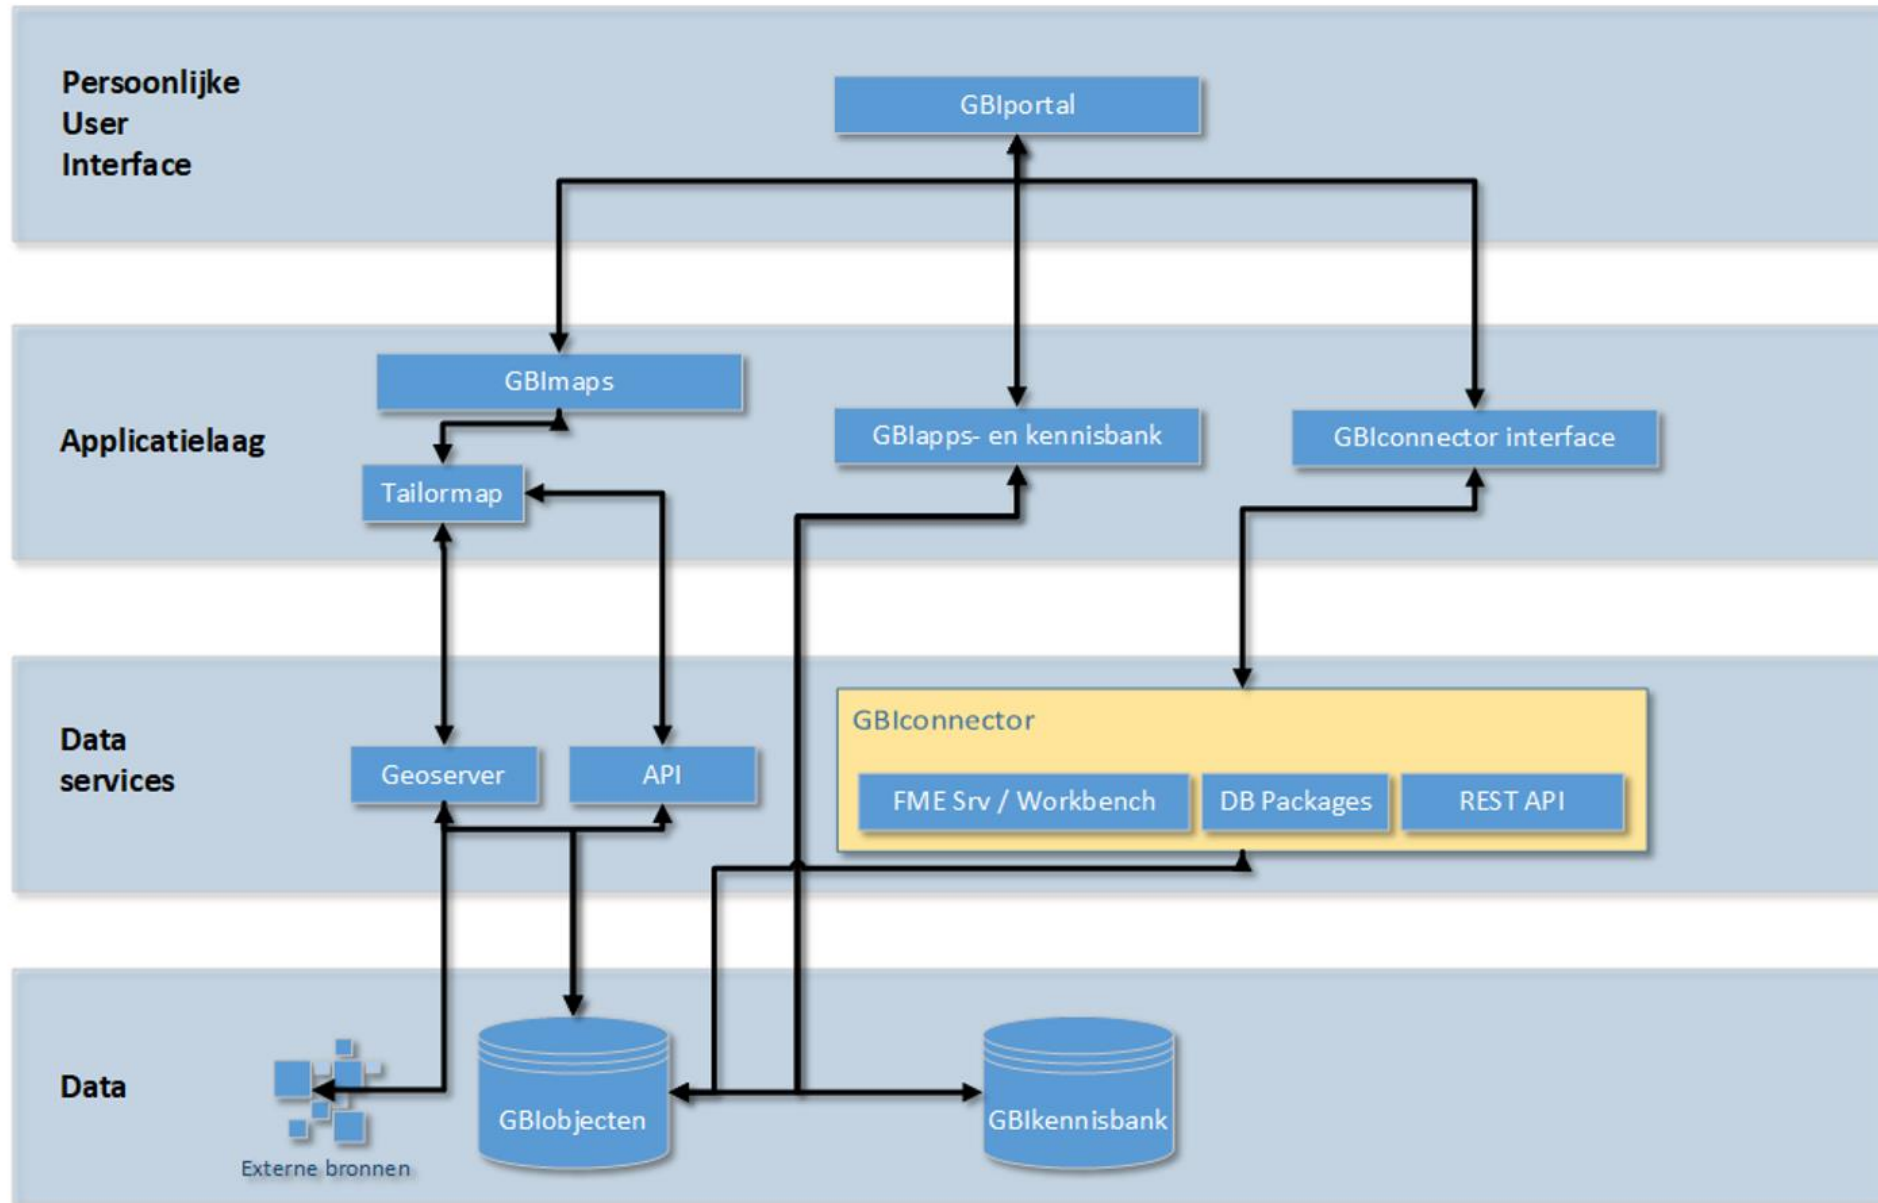 Persoonlijke
User
Interface
GBIportal
Applicatielaag
GBImaps
GBIapps- en kennisbank
GBIconnector interface
Tailormap
Data
services
GBIconnector
Geoserver
API
FME Srv / Workbench
DB Packages
REST API
Data
GBIobjecten
GBIkennisbank
Externe bronnen